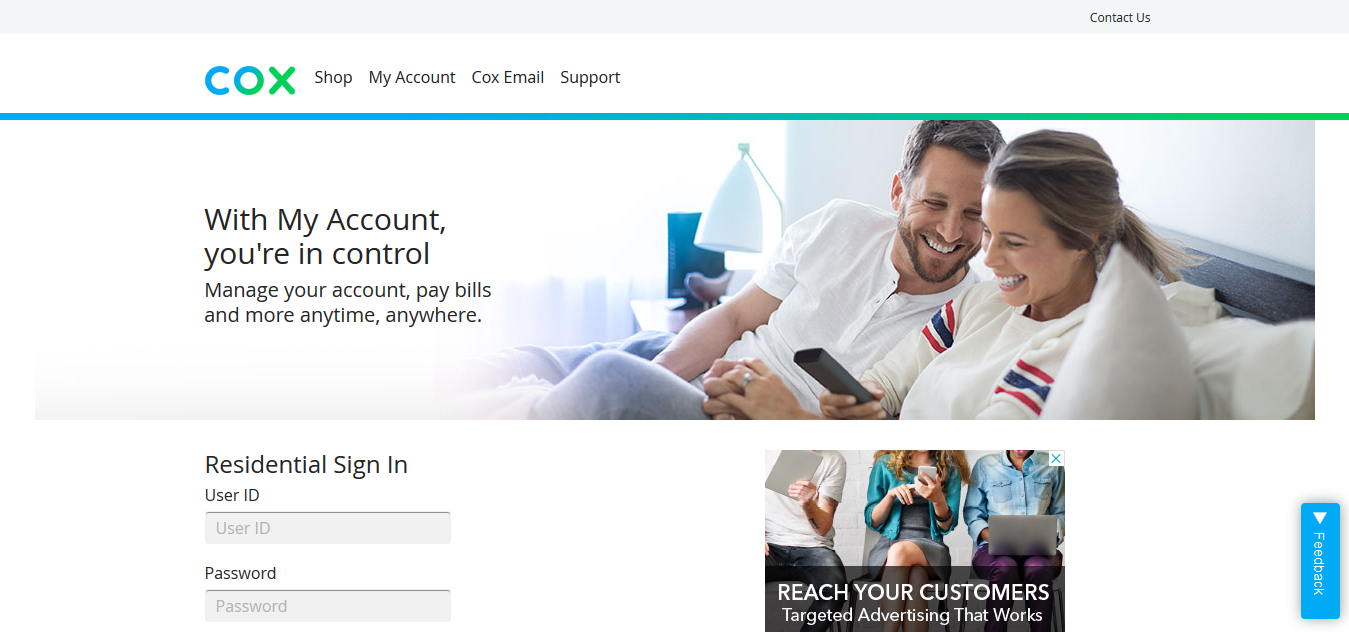 Contact Us
COX
Shop
My Account
Cox Email
Support
With My Account,
you're in control
Manage your account, pay bills
and more anytime, anywhere.
Residential Sign In
User ID
User ID
Password
Password
REACH YOUR CUSTOMERS
Targeted Advertising That Works
Feedback